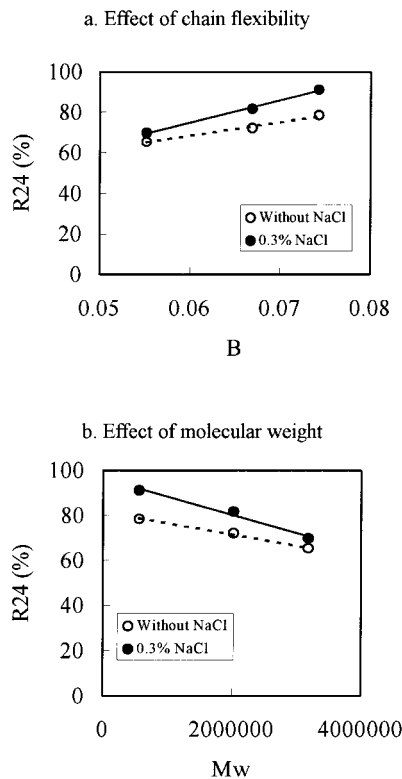 a. Effect of chain flexibility
100
80
60
40
20
0
R24 (%)
Without NaCl
0.3% NaCl
0.05 0.06 0.07 0.08
B
b. Effect of molecular weight
100
80
60
40
20
0
R24 (%)
Without NaCl
0.3% NaCl
0 2000000 4000000
Mw